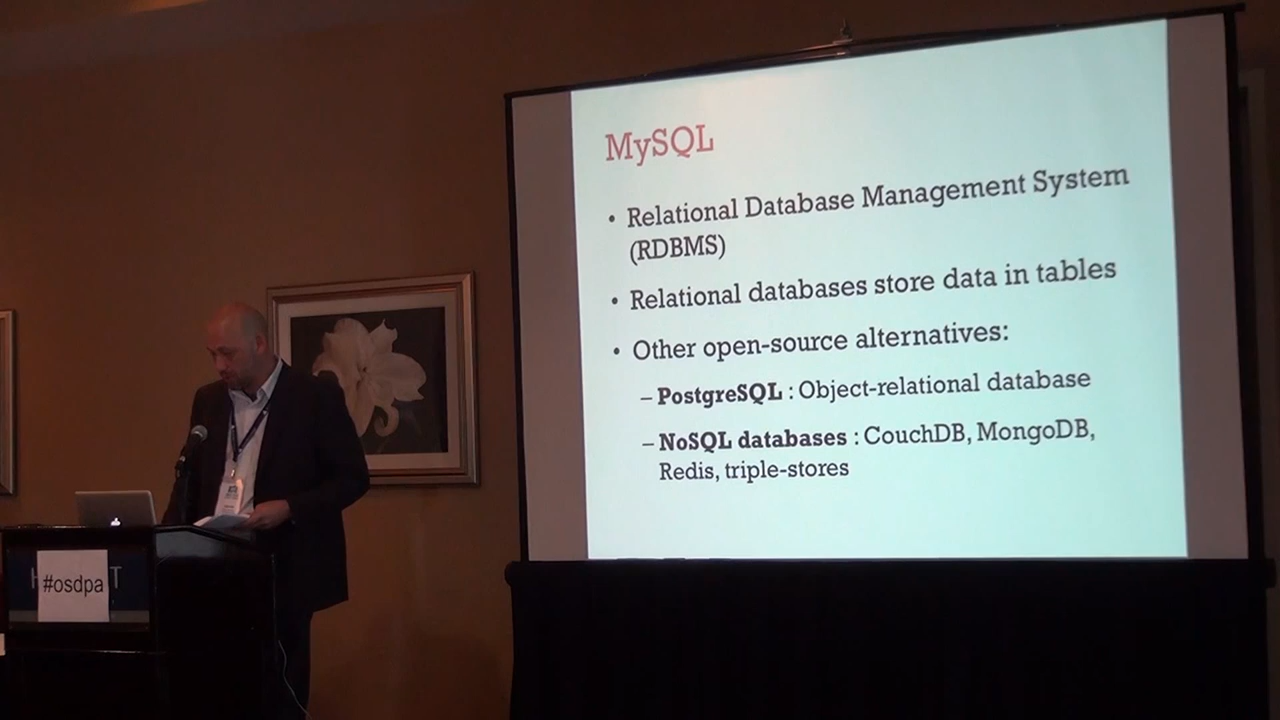 MySQL
• Relational Database Management System
(RDBMS)
• Relational databases store data in tables
• Other open-source alternatives:
– PostgreSQL : Object-relational database
– NoSQL databases : CouchDB, MongoDB,
Redis, triple-stores
#osdpa